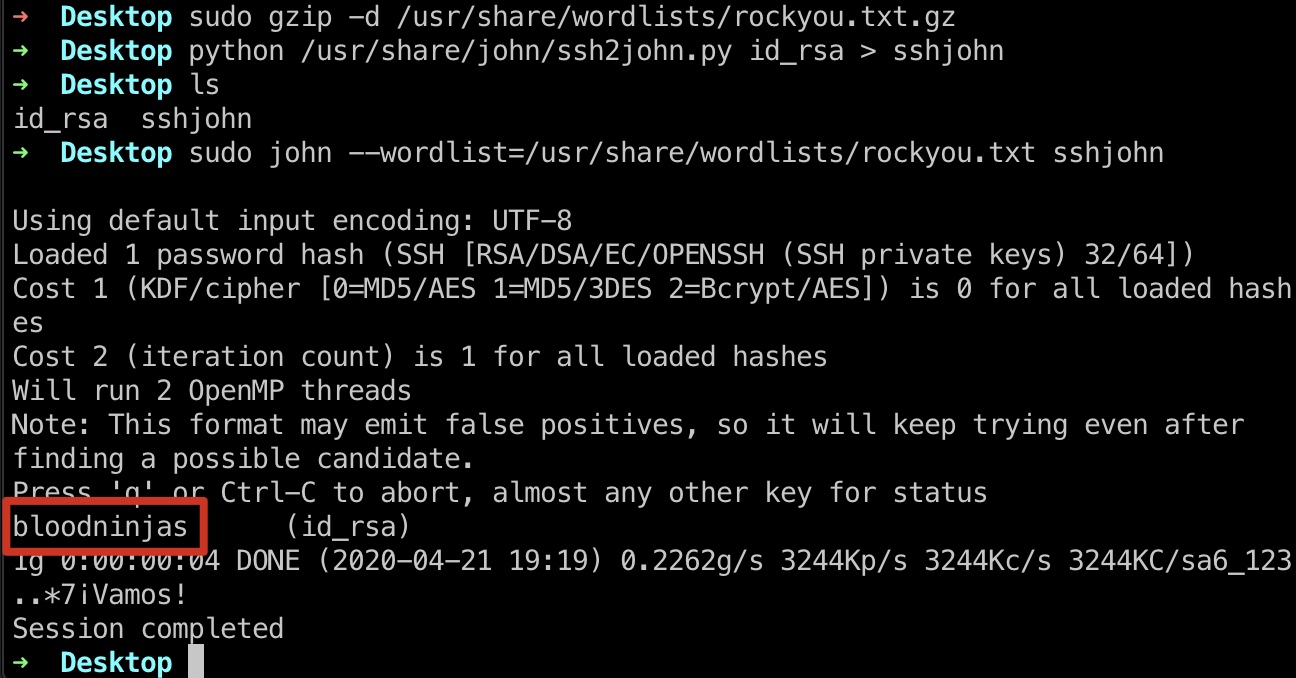 →  Desktop sudo gzip -d /usr/share/wordlists/rockyou.txt.gz
→  Desktop python /usr/share/john/ssh2john.py id_rsa > sshjohn
→  Desktop ls
id_rsa  sshjohn
→  Desktop sudo john --wordlist=/usr/share/wordlists/rockyou.txt sshjohn
Using default input encoding: UTF-8
Loaded 1 password hash (SSH [RSA/DSA/EC/OPENSSH (SSH private keys) 32/64])
Cost 1 (KDF/cipher [0=MD5/AES 1=MD5/3DES 2=Bcrypt/AES]) is 0 for all loaded hash
es
Cost 2 (iteration count) is 1 for all loaded hashes
Will run 2 OpenMP threads
Note: This format may emit false positives, so it will keep trying even after
finding a possible candidate.
Press 'q' or Ctrl-C to abort, almost any other key for status
bloodninjas      (id_rsa)
1g 0:00:00:04 DONE (2020-04-21 19:19) 0.2262g/s 3244Kp/s 3244Kc/s 3244KC/sa6_123
..*7¡Vamos!
Session completed
→  Desktop